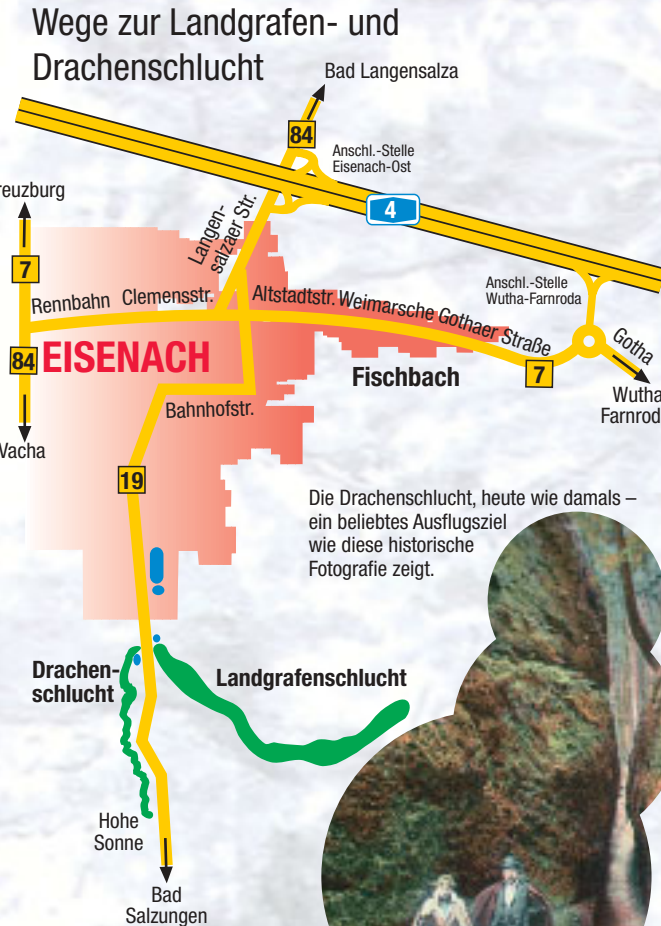 Wege zur Landgrafen- und
Drachenschlucht
Bad Langensalza
84
Anschl.-Stelle
Eisenach-Ost
4
7
Langen-
salzaer Str.
Anschl.-Stelle
Wutha-Farnroda
Rennbahn Clemensstr. Altstadtstr. Weimarsche Gothaer Straße
Gotha
84
EISENACH
Fischbach
7
Wutha
Bahnhofstr.
19
Die Drachenschlucht, heute wie damals –
ein beliebtes Ausflugsziel
wie diese historische
Fotografie zeigt.
Drachen-
schlucht
Landgrafenschlucht
Hohe
Sonne
Bad
Salzungen